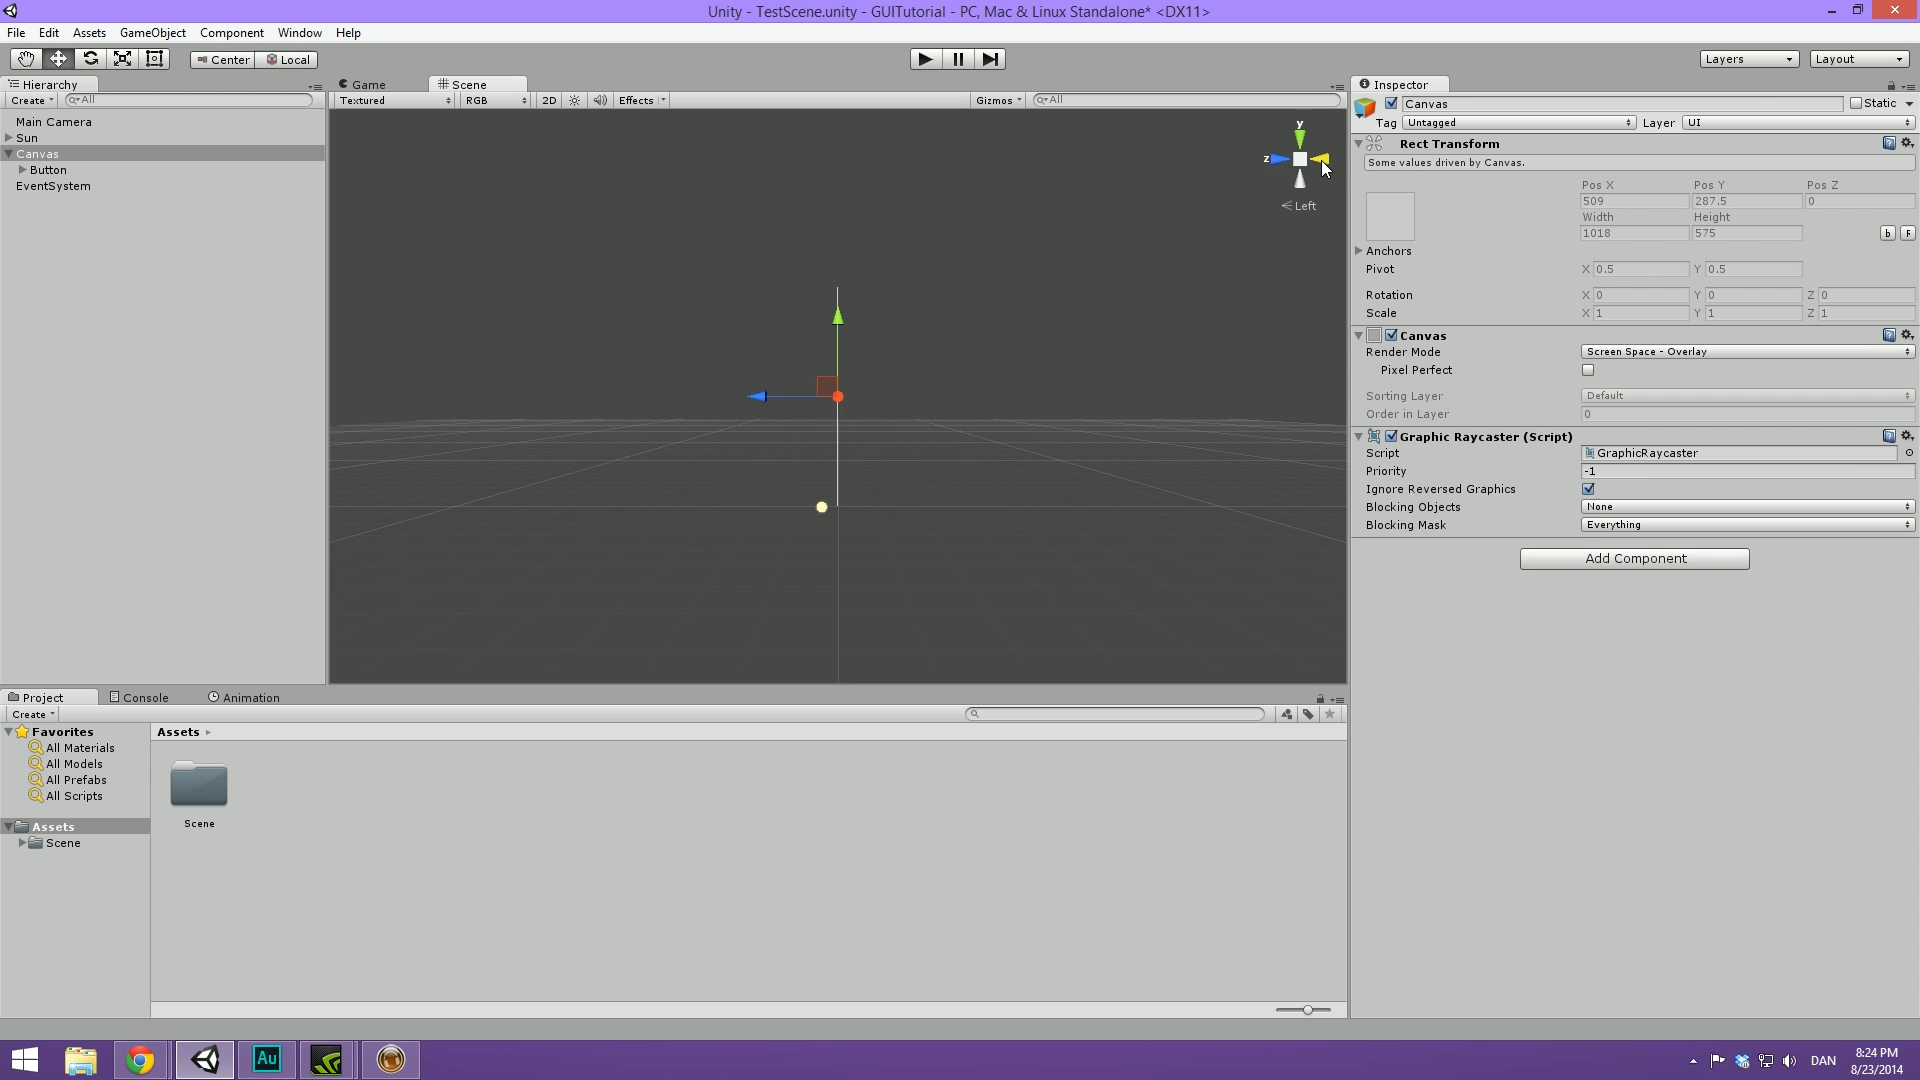 Unity - TestScene.unity - GUITutorial - PC, Mac & Linux Standalone* <DX11>
File Edit Assets GameObject Component Window Help
Center Local Layers Layout
Hierarchy
Create All
Main Camera
Sun
Canvas
Button
EventSystem
Game Scene
Textured RGB 2D Effects Gizmos All
y
z
Left
Inspector
Canvas Static
Tag Untagged Layer UI
Rect Transform
Some values driven by Canvas.
Pos X Pos Y Pos Z
509 287.5 0
Width Height
1018 575
b F
Anchors
Pivot X 0.5 Y 0.5
Rotation X 0 Y 0 Z 0
Scale X 1 Y 1 Z 1
Canvas
Render Mode Screen Space - Overlay
Pixel Perfect
Sorting Layer Default
Order in Layer 0
Graphic Raycaster (Script)
Script GraphicRaycaster
Priority -1
Ignore Reversed Graphics
Blocking Objects None
Blocking Mask Everything
Add Component
Project Console Animation
Create
Favorites
All Materials
All Models
All Prefabs
All Scripts
Assets
Scene
Assets
Scene
Au
DAN
8:24 PM
8/23/2014